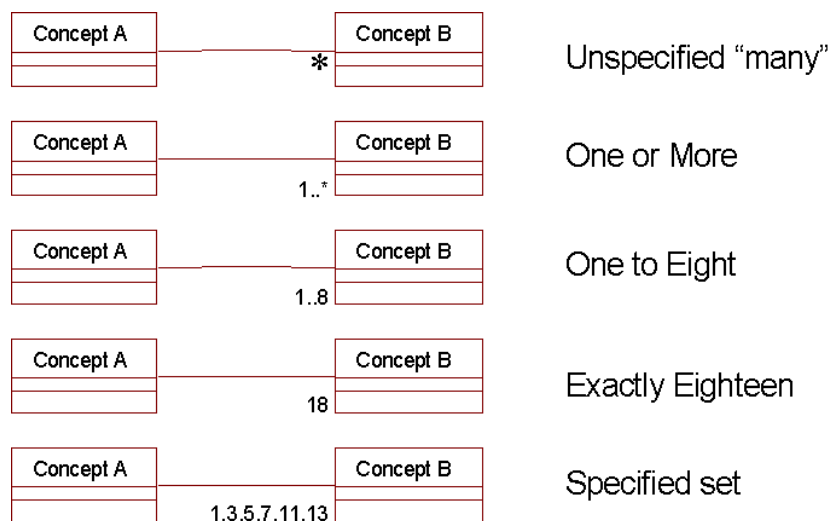 Concept A Concept B
* Unspecified “many”
Concept A Concept B
1..* One or More
Concept A Concept B
1..8 One to Eight
Concept A Concept B
18 Exactly Eighteen
Concept A Concept B
1,3,5,7,11,13 Specified set